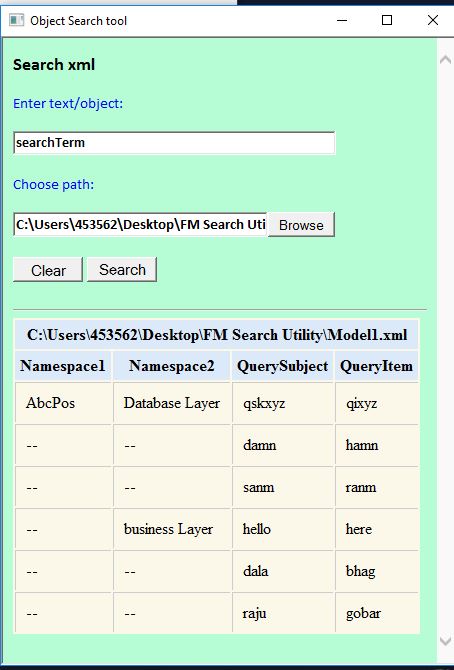 Object Search tool
Search xml
Enter text/object:
searchTerm
Choose path:
C:\Users\453562\Desktop\FM Search Uti Browse
Clear Search
C:\Users\453562\Desktop\FM Search Utility\Model1.xml
Namespace1 Namespace2 QuerySubject QueryItem
AbcPos Database Layer qskxyz qixyz
-- -- damn hamn
-- -- sanm ranm
-- business Layer hello here
-- -- dala bhag
-- -- raju gobar